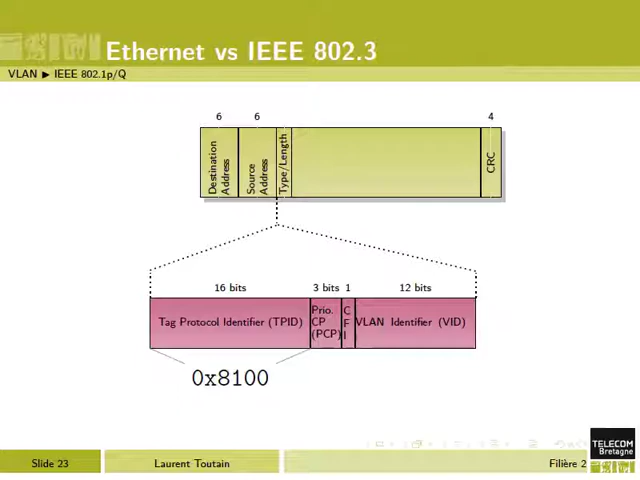 Ethernet vs IEEE 802.3
VLAN ▶ IEEE 802.1p/Q
6 6 4
Destination
Address
Source
Address
Type/Length
CRC
16 bits 3 bits 1 12 bits
Tag Protocol Identifier (TPID)
Prio.
CP
(PCP)
C
F
I
VLAN Identifier (VID)
0x8100
Slide 23 Laurent Toutain Filière 2
TELECOM
Bretagne